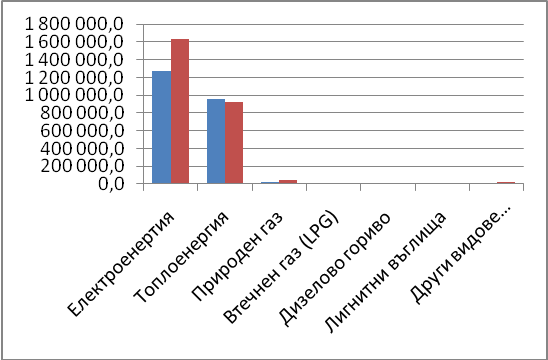 1 800 000,0
1 600 000,0
1 400 000,0
1 200 000,0
1 000 000,0
800 000,0
600 000,0
400 000,0
200 000,0
0,0
Електроенертия
Топлоенергия
Природен газ
Втечнен газ (LPG)
Дизелово гориво
Лигнитни въглища
Други видове...